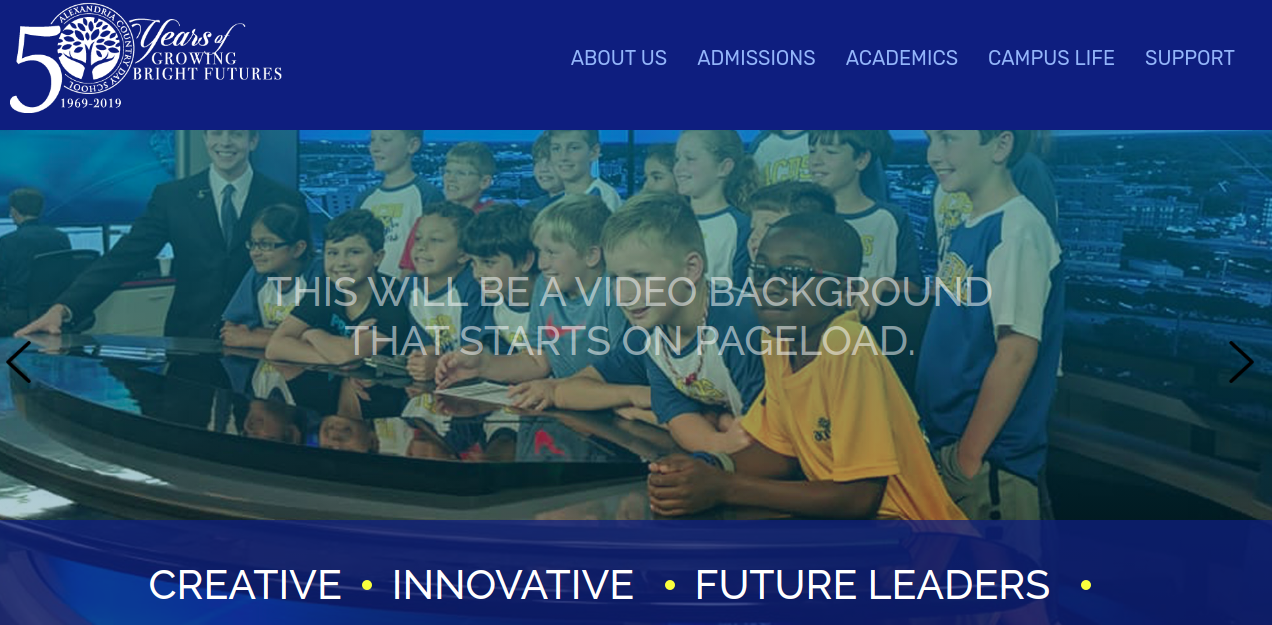 ALEXANDRIA COUNTRY DAY SCHOOL
50 Years of
GROWING
BRIGHT FUTURES
1969-2019
ABOUT US ADMISSIONS ACADEMICS CAMPUS LIFE SUPPORT
ACDS
THIS WILL BE A VIDEO BACKGROUND
THAT STARTS ON PAGELOAD.
CREATIVE • INNOVATIVE • FUTURE LEADERS •